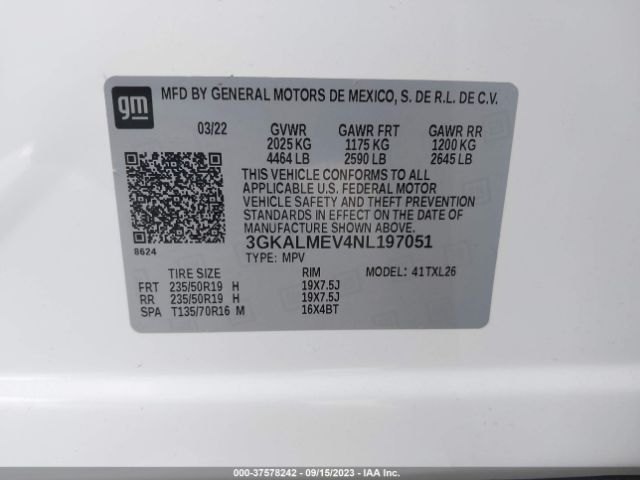 gm
MFD BY GENERAL MOTORS DE MEXICO, S. DE R.L. DE C.V.
03/22 GVWR GAWR FRT GAWR RR
2025 KG 1175 KG 1200 KG
4464 LB 2590 LB 2645 LB
THIS VEHICLE CONFORMS TO ALL
APPLICABLE U.S. FEDERAL MOTOR
VEHICLE SAFETY AND THEFT PREVENTION
STANDARDS IN EFFECT ON THE DATE OF
MANUFACTURE SHOWN ABOVE.
8624
3GKALMEV4NL197051
TYPE: MPV
TIRE SIZE RIM MODEL: 41TXL26
FRT 235/50R19 H 19X7.5J
RR 235/50R19 H 19X7.5J
SPA T135/70R16 M 16X4BT
000-37578242 - 09/15/2023 - IAA Inc.